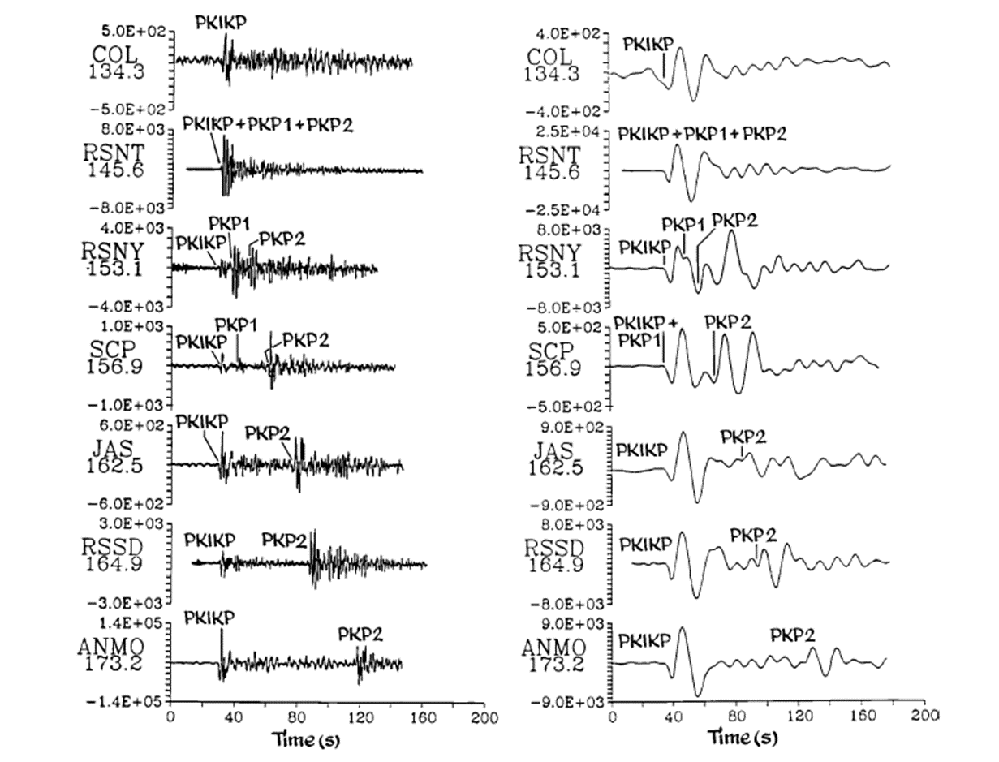 PKIKP
5.0E+02
COL
134.3
-5.0E+02
PKIKP+PKP1+PKP2
8.0E+03
RSNT
145.6
-8.0E+03
PKP1
4.0E+03
PKIKP
PKP2
RSNY
153.1
-4.0E+03
1.0E+03
PKP1
PKIKP
PKP2
SCP
156.9
-1.0E+03
6.0E+02
PKIKP
PKP2
JAS
162.5
-6.0E+02
3.0E+03
PKIKP
PKP2
RSSD
164.9
-3.0E+03
PKIKP
1.4E+05
PKP2
ANMO
173.2
-1.4E+05
0 40 80 120 160 200
Time (s)
4.0E+02
PKIKP
COL
134.3
-4.0E+02
2.5E+04
PKIKP+PKP1+PKP2
RSNT
145.6
-2.5E+04
PKP2
PKP1
8.0E+03
PKIKP
RSNY
153.1
-8.0E+03
PKIKP+
PKP1
PKP2
5.0E+02
SCP
156.9
-5.0E+02
9.0E+02
PKP2
PKIKP
JAS
162.5
-9.0E+02
8.0E+03
PKP2
PKIKP
RSSD
164.9
-8.0E+03
9.0E+03
PKIKP
PKP2
ANMO
173.2
-9.0E+03
0 40 80 120 160 200
Time (s)